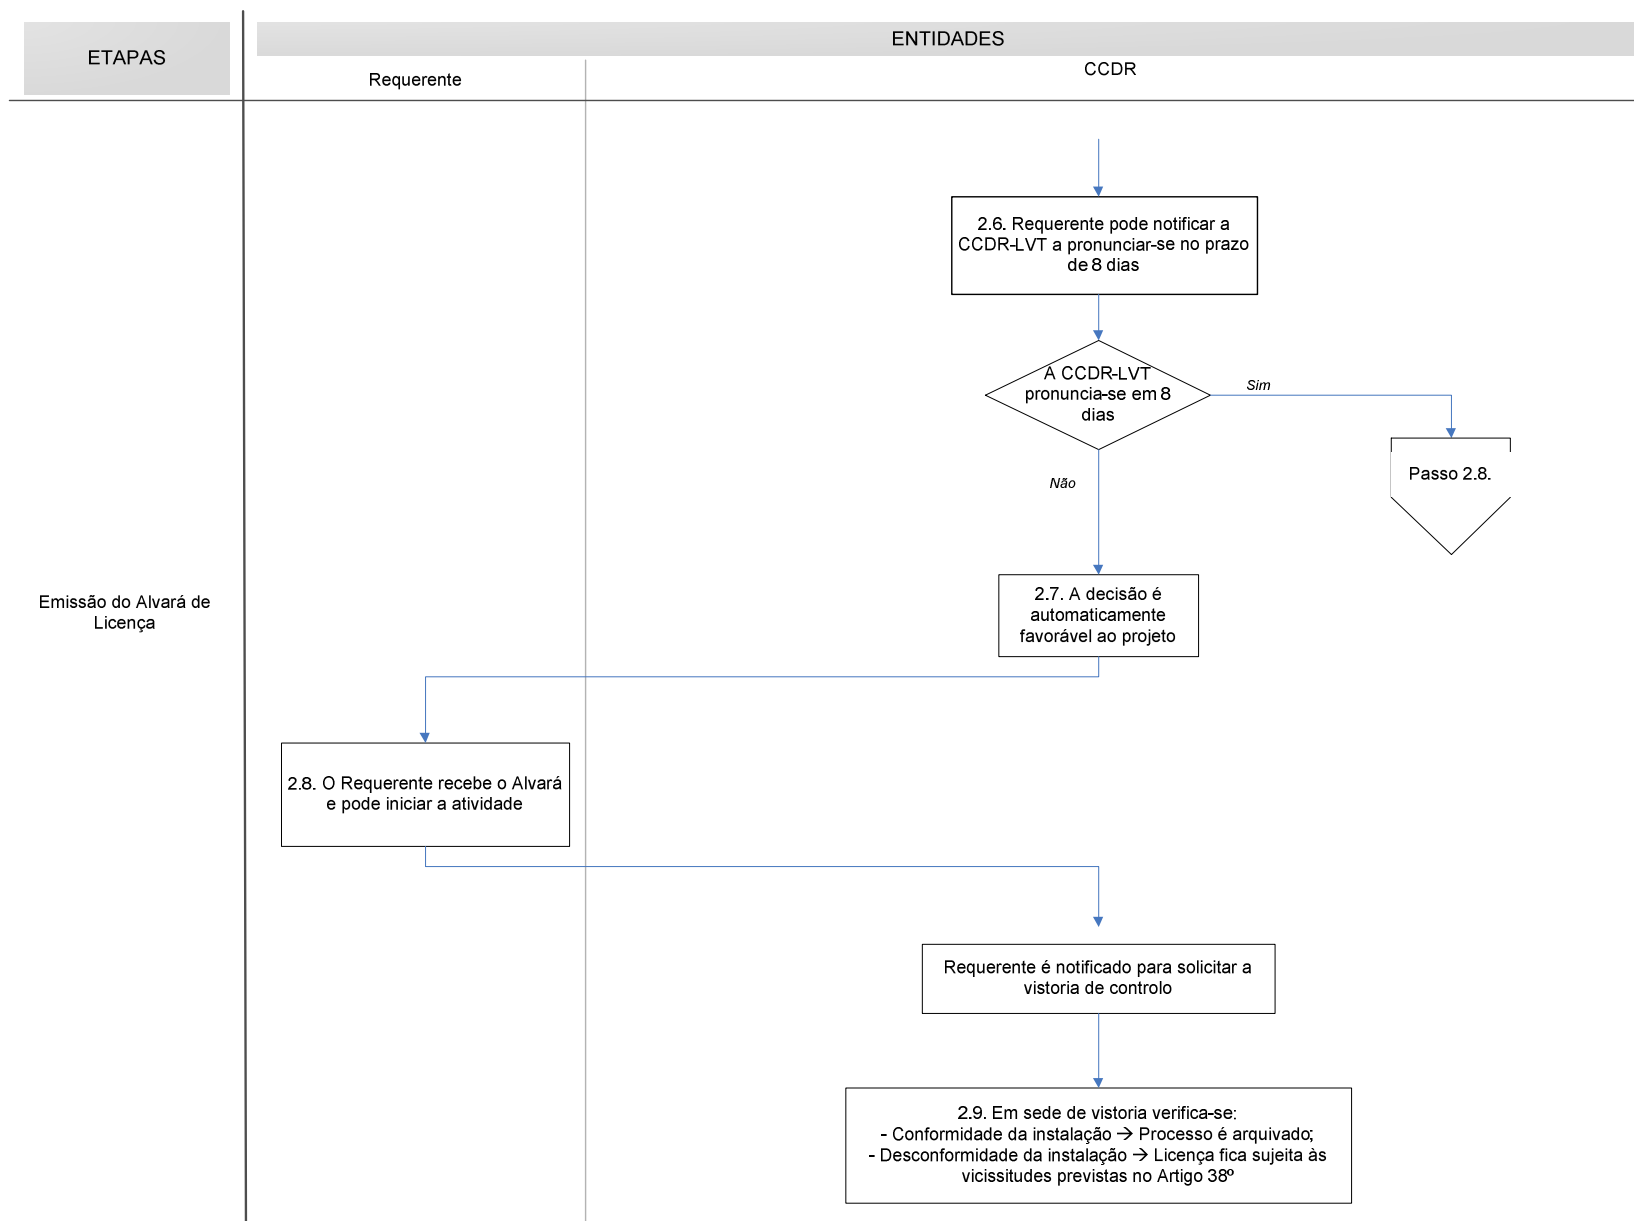 ETAPAS
ENTIDADES
Requerente
CCDR
2.6. Requerente pode notificar a
CCDR-LVT a pronunciar-se no prazo
de 8 dias
A CCDR-LVT
pronuncia-se em 8
dias
Sim
Passo 2.8.
Não
2.7. A decisão é
automaticamente
favorável ao projeto
Emissão do Alvará de
Licença
2.8. O Requerente recebe o Alvará
e pode iniciar a atividade
Requerente é notificado para solicitar a
vistoria de controlo
2.9. Em sede de vistoria verifica-se:
- Conformidade da instalação → Processo é arquivado;
- Desconformidade da instalação → Licença fica sujeita às
vicissitudes previstas no Artigo 38º